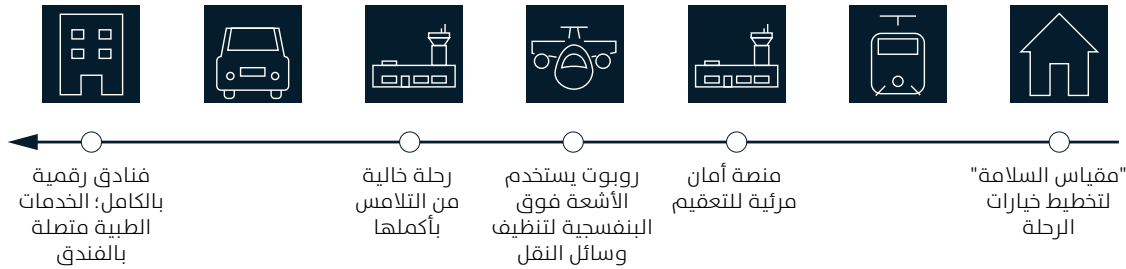 "مقياس السلامة"
لتخطيط خيارات
الرحلة
منصة أمان
مرئية للتعقيم
روبوت يستخدم
الأشعة فوق
البنفسجية لتنظيف
وسائل النقل
رحلة خالية
من التلامس
بأكملها
فنادق رقمية
بالكامل؛ الخدمات
الطبية متصلة
بالفندق